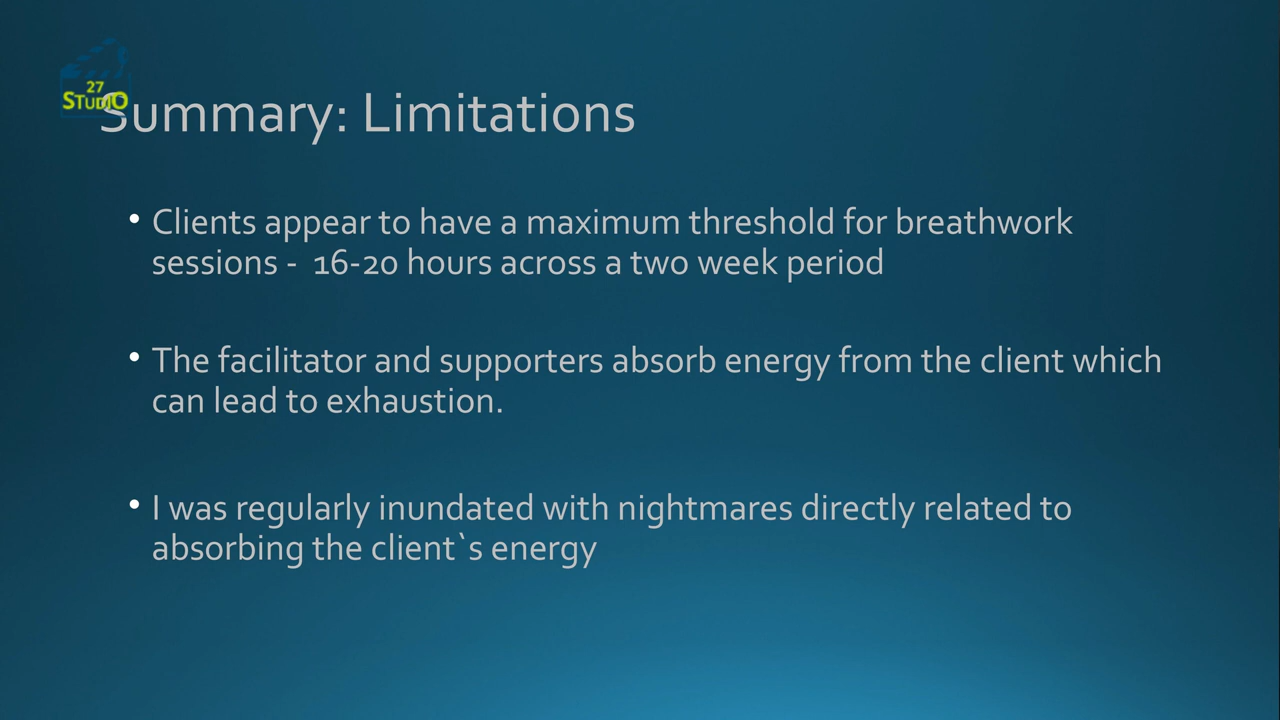 27
STUDIO
Summary: Limitations
• Clients appear to have a maximum threshold for breathwork
sessions - 16-20 hours across a two week period
• The facilitator and supporters absorb energy from the client which
can lead to exhaustion.
• I was regularly inundated with nightmares directly related to
absorbing the client`s energy